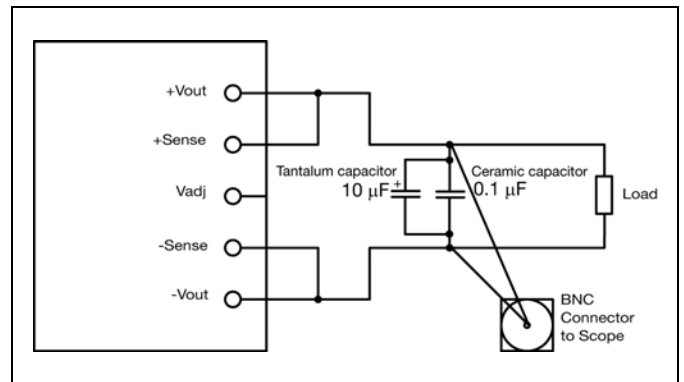 +Vout
+Sense
Vadj
-Sense
-Vout
Tantalum capacitor
10 µF
+
Ceramic capacitor
0.1 µF
Load
BNC
Connector
to Scope